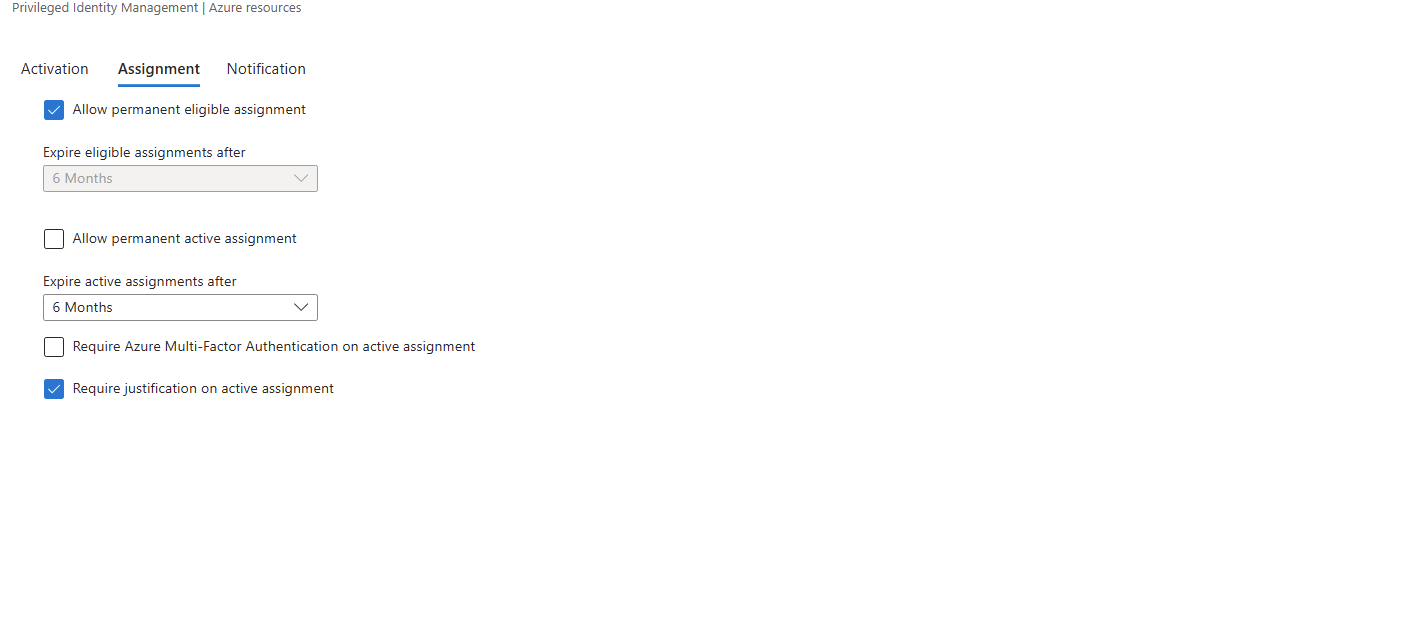 Privileged Identity Management | Azure resources
Activation Assignment Notification
Allow permanent eligible assignment
Expire eligible assignments after
6 Months
Allow permanent active assignment
Expire active assignments after
6 Months
Require Azure Multi-Factor Authentication on active assignment
Require justification on active assignment